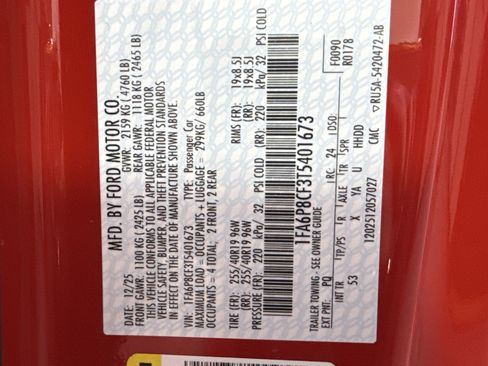 MFD. BY FORD MOTOR CO.
DATE: 12/25 GVWR: 2159 KG ( 4760 LB)
FRONT GAWR: 1100 KG (2425 LB) REAR GAWR: 1118 KG ( 2465 LB)
THIS VEHICLE CONFORMS TO ALL APPLICABLE FEDERAL MOTOR
VEHICLE SAFETY, BUMPER, AND THEFT PREVENTION STANDARDS
IN EFFECT ON THE DATE OF MANUFACTURE SHOWN ABOVE.
VIN: 1FA6P8CF3T5401673 TYPE: Passenger Car
MAXIMUM LOAD = OCCUPANTS + LUGGAGE = 299KG/ 660LB
OCCUPANTS = 4 TOTAL: 2 FRONT, 2 REAR
TIRE (FR): 255/40R19 96W RIMS (FR): 19x8.5J
(RR): 255/40R19 96W (RR): 19x8.5J
COLD (FR): 220 kPa/ 32 PSI COLD
(RR): 220 kPa/ 32 PSI COLD
1FA6P8CF3T5401673
TRAILER TOWING - SEE OWNER GUIDE
F0090
R0178
EXT PNT: PQ RC: 24 DSO:
INT TR TP/PS R AXLE TR SPR
53 X YA U HHDD
1202512057027 CMC
RU5A-5420472-AB